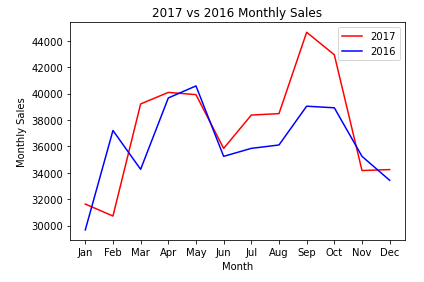 2017 vs 2016 Monthly Sales
2017
2016
44000
42000
40000
38000
36000
34000
32000
30000
Monthly Sales
Jan Feb Mar Apr May Jun Jul Aug Sep Oct Nov Dec
Month